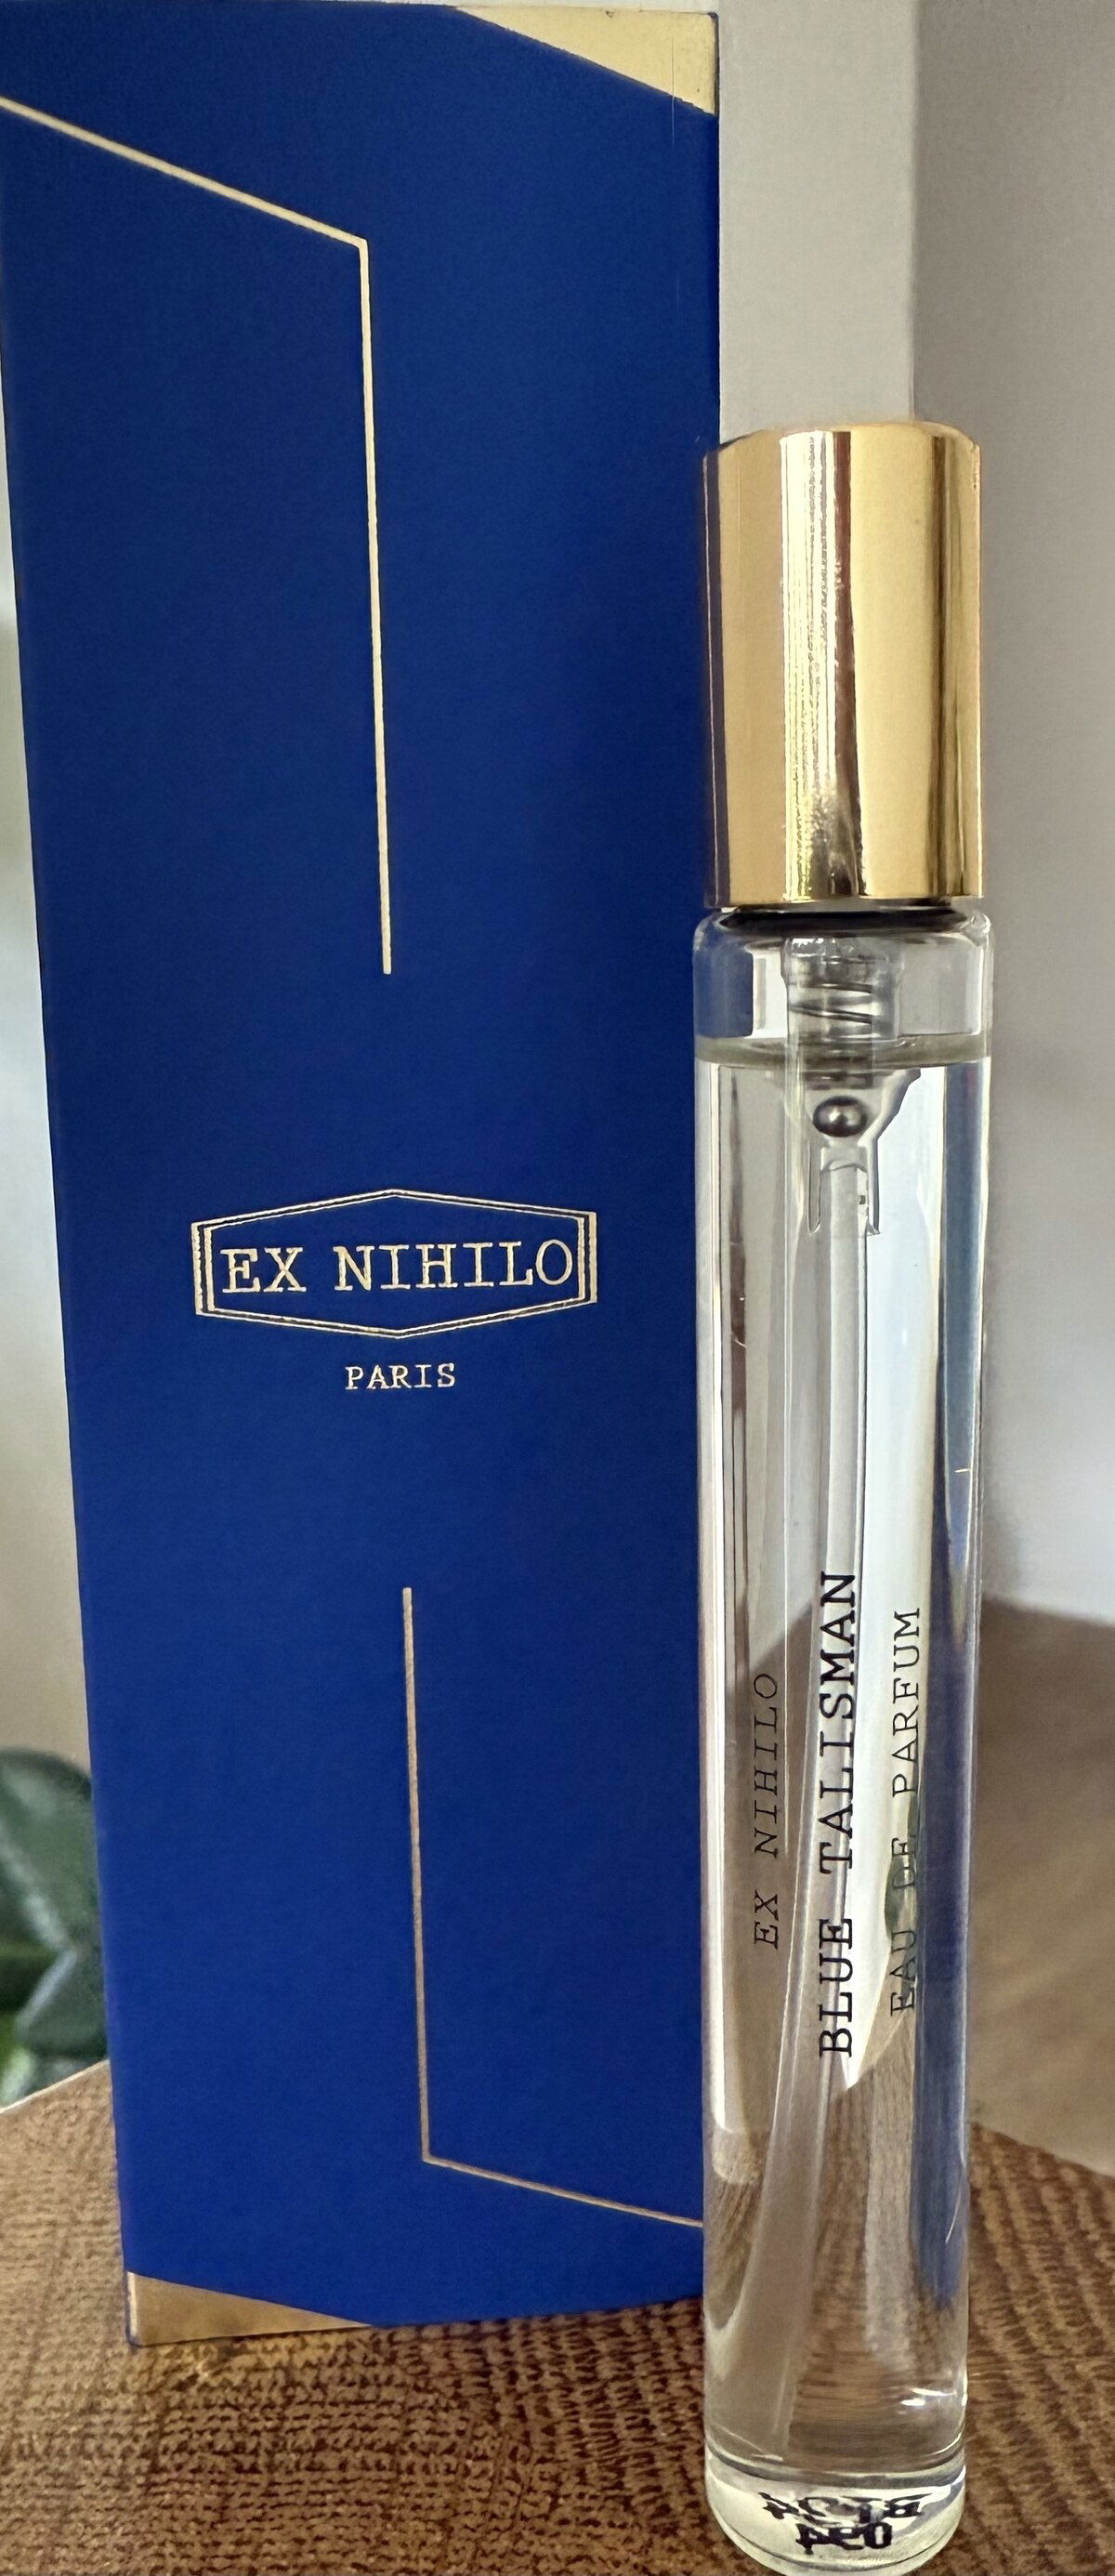 EX NIHILO
PARIS
EX NIHILO
BLUE TALISMAN
EAU DE PARFUM